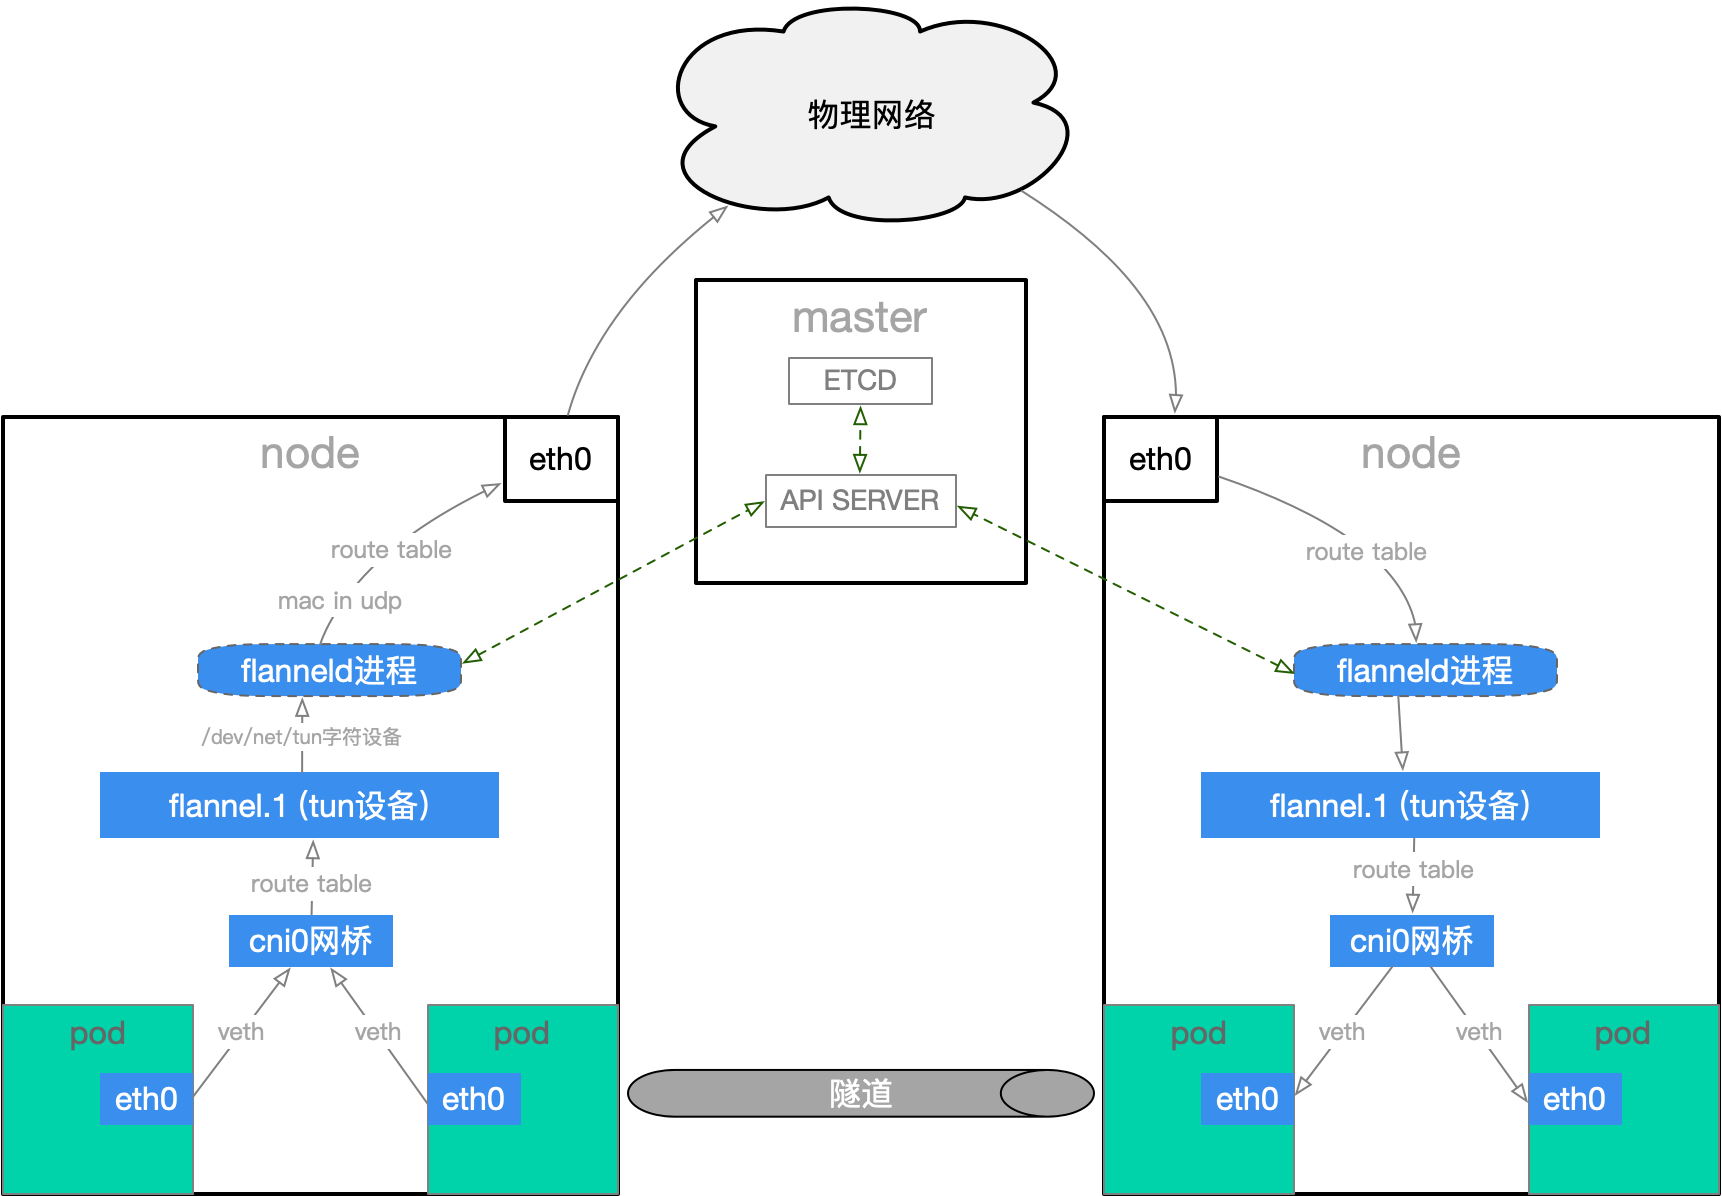 物理网络
master
ETCD
API SERVER
node
eth0
route table
mac in udp
flanneld进程
/dev/net/tun字符设备
flannel.1 (tun设备)
route table
cni0网桥
pod
veth
veth
pod
eth0
eth0
隧道
eth0
node
route table
flanneld进程
flannel.1 (tun设备)
route table
cni0网桥
pod
veth
veth
pod
eth0
eth0